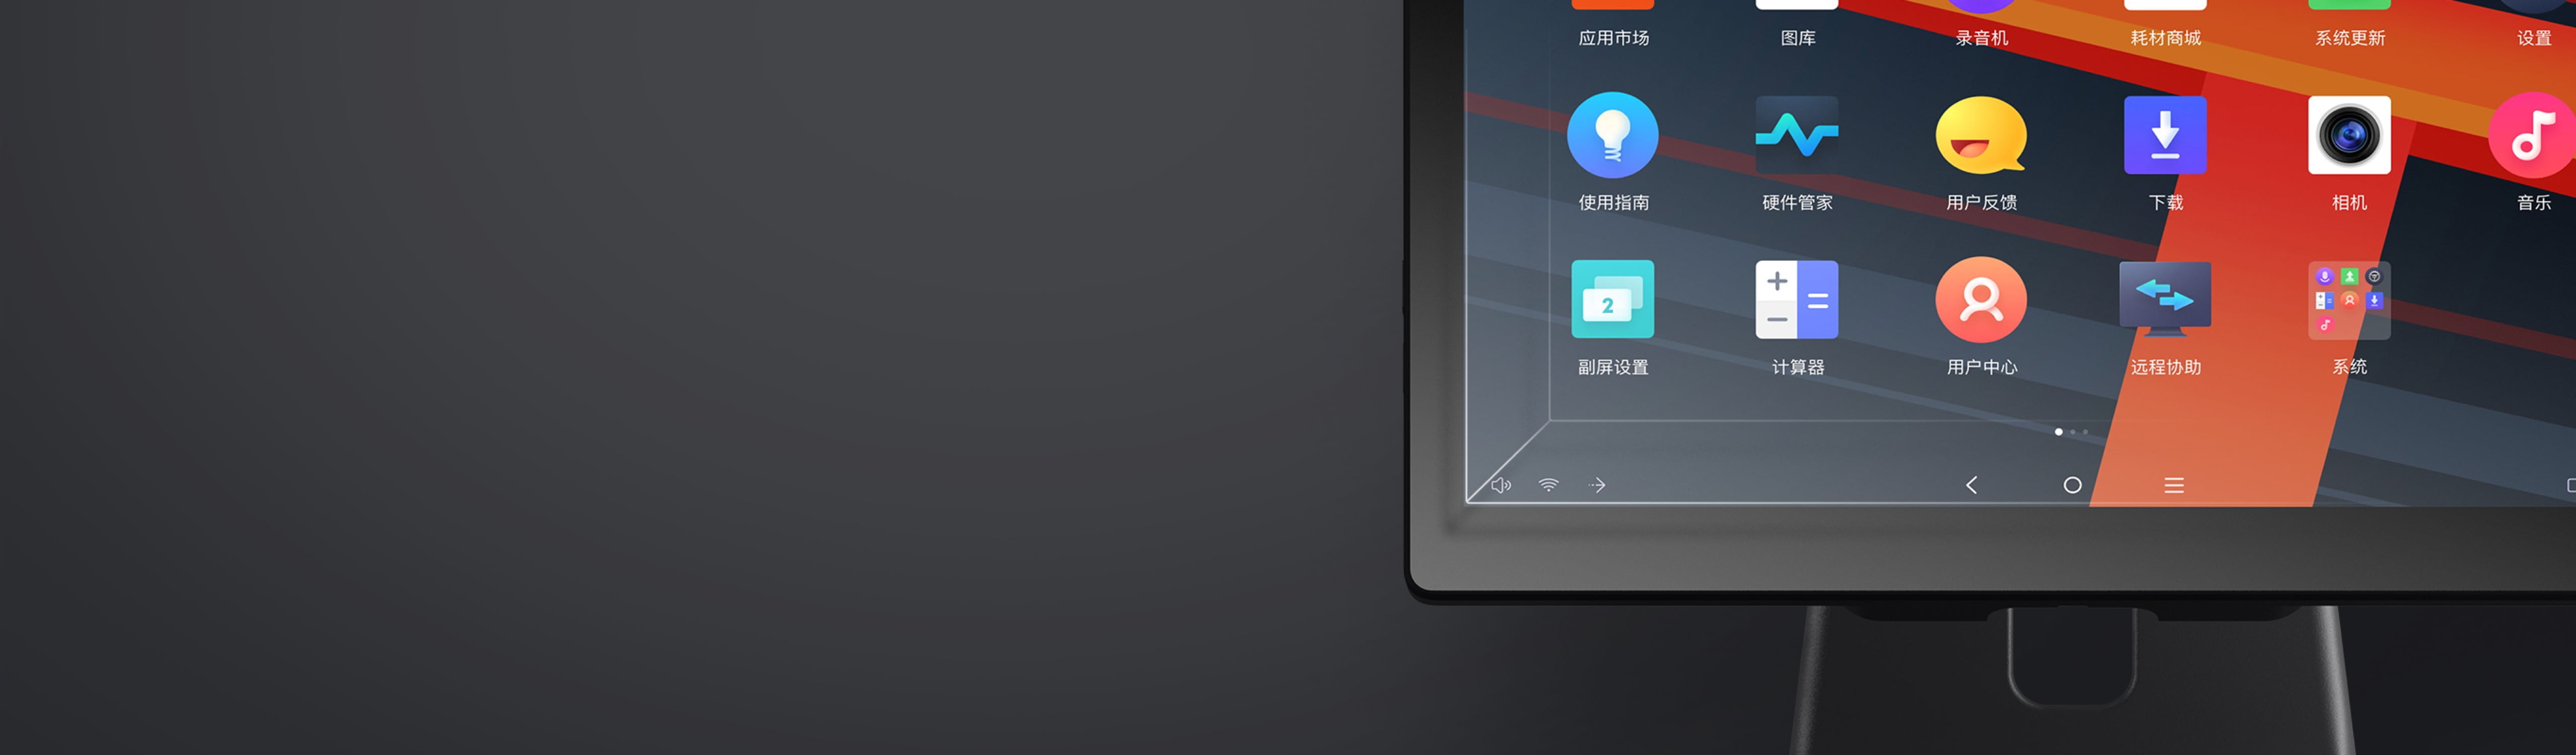 应用市场 图库 录音机 耗材商城 系统更新 设置
使用指南 硬件管家 用户反馈 下载 相机 音乐
2
副屏设置 计算器 用户中心 远程协助 系统